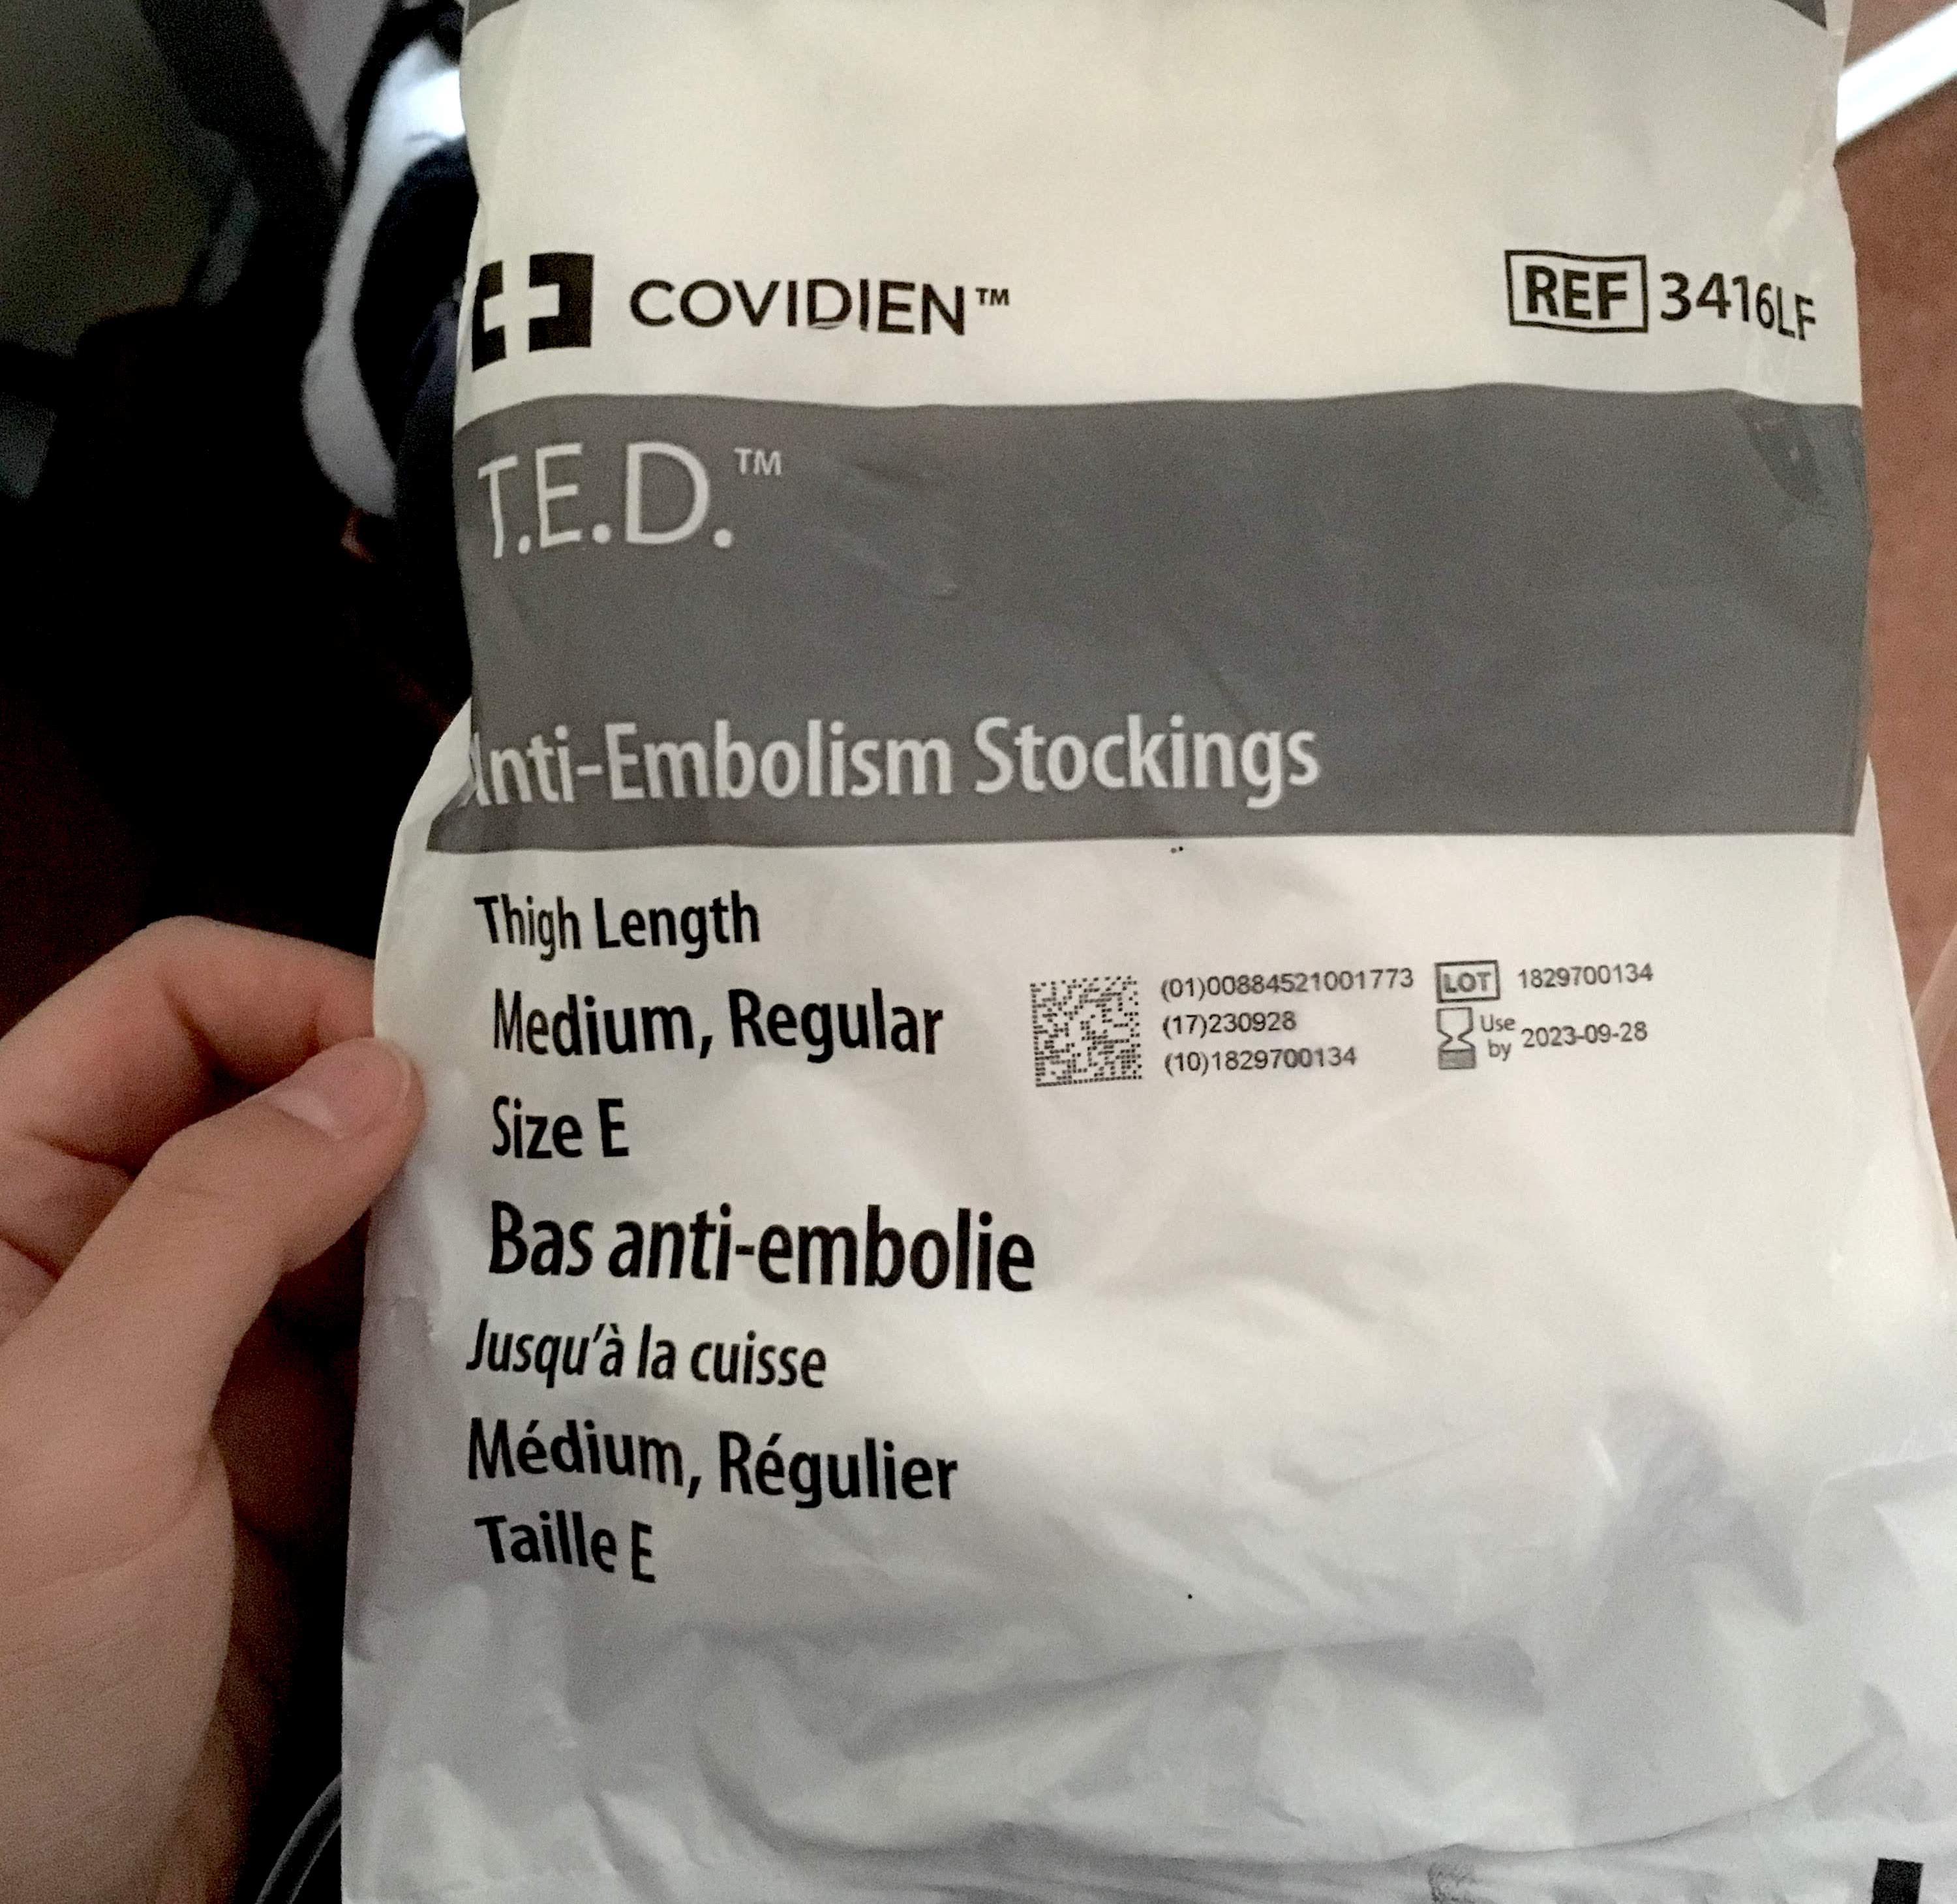 COVIDIEN™
REF 3416LF
T.E.D.™
Anti-Embolism Stockings
Thigh Length
Medium, Regular
Size E
(01)00884521001773
(17)230928
(10)1829700134
LOT 1829700134
Use by 2023-09-28
Bas anti-embolie
Jusqu'à la cuisse
Médium, Régulier
Taille E